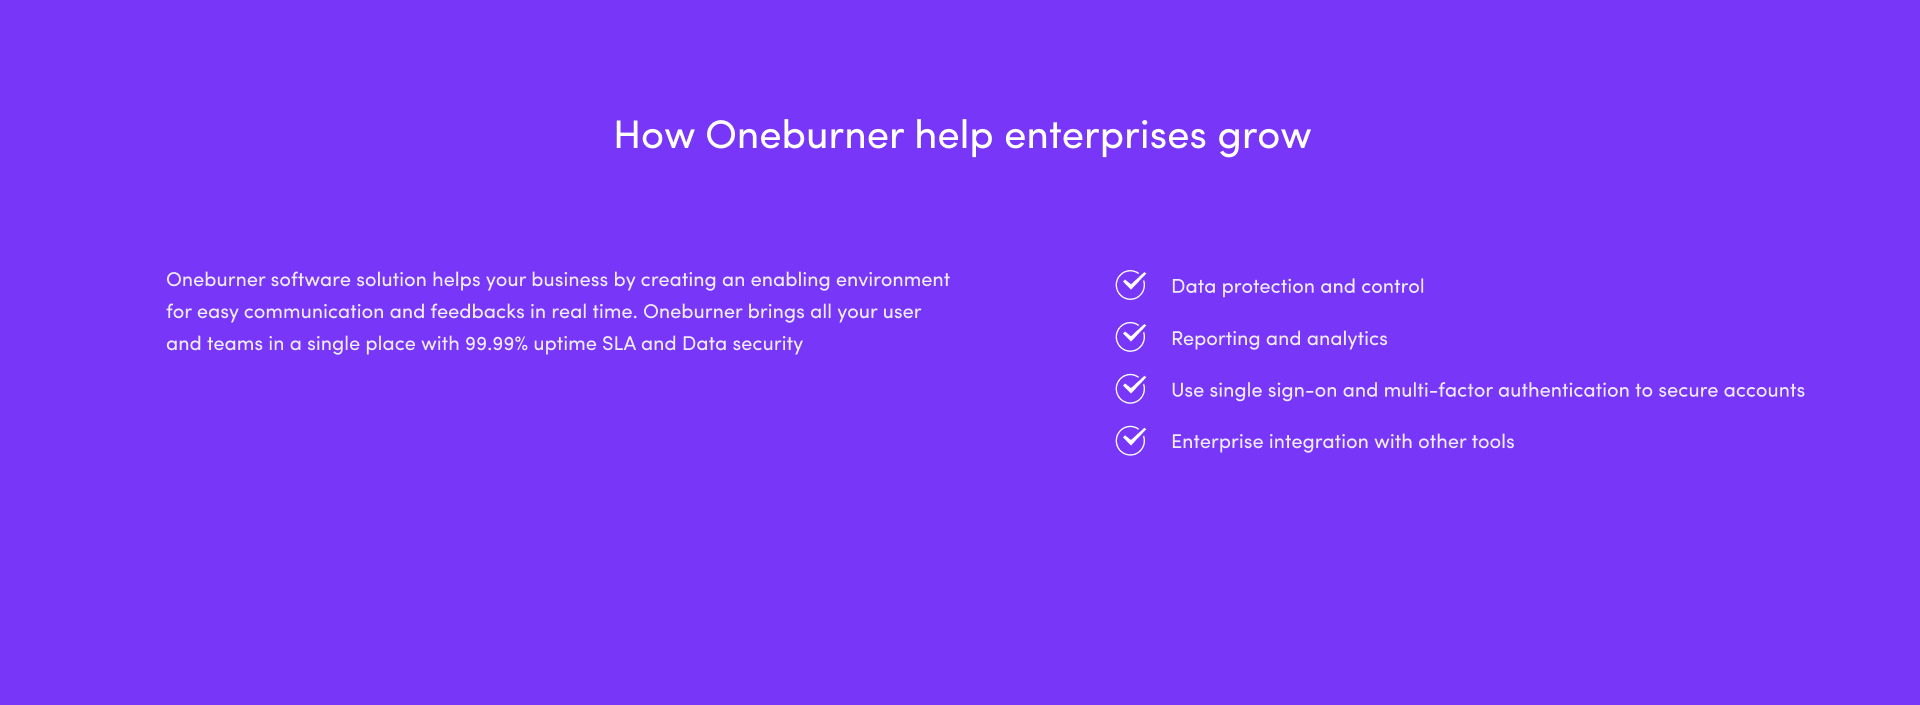 How Oneburner help enterprises grow
Oneburner software solution helps your business by creating an enabling environment
for easy communication and feedbacks in real time. Oneburner brings all your user
and teams in a single place with 99.99% uptime SLA and Data security
Data protection and control
Reporting and analytics
Use single sign-on and multi-factor authentication to secure accounts
Enterprise integration with other tools